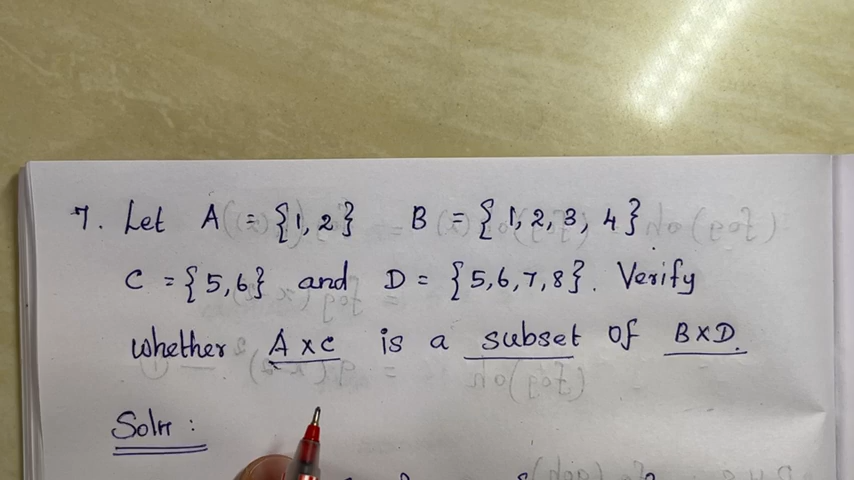 7. Let A = {1, 2} B = {1, 2, 3, 4}
C = {5, 6} and D = {5, 6, 7, 8}. Verify
whether A x C is a subset of B x D.
Soln :